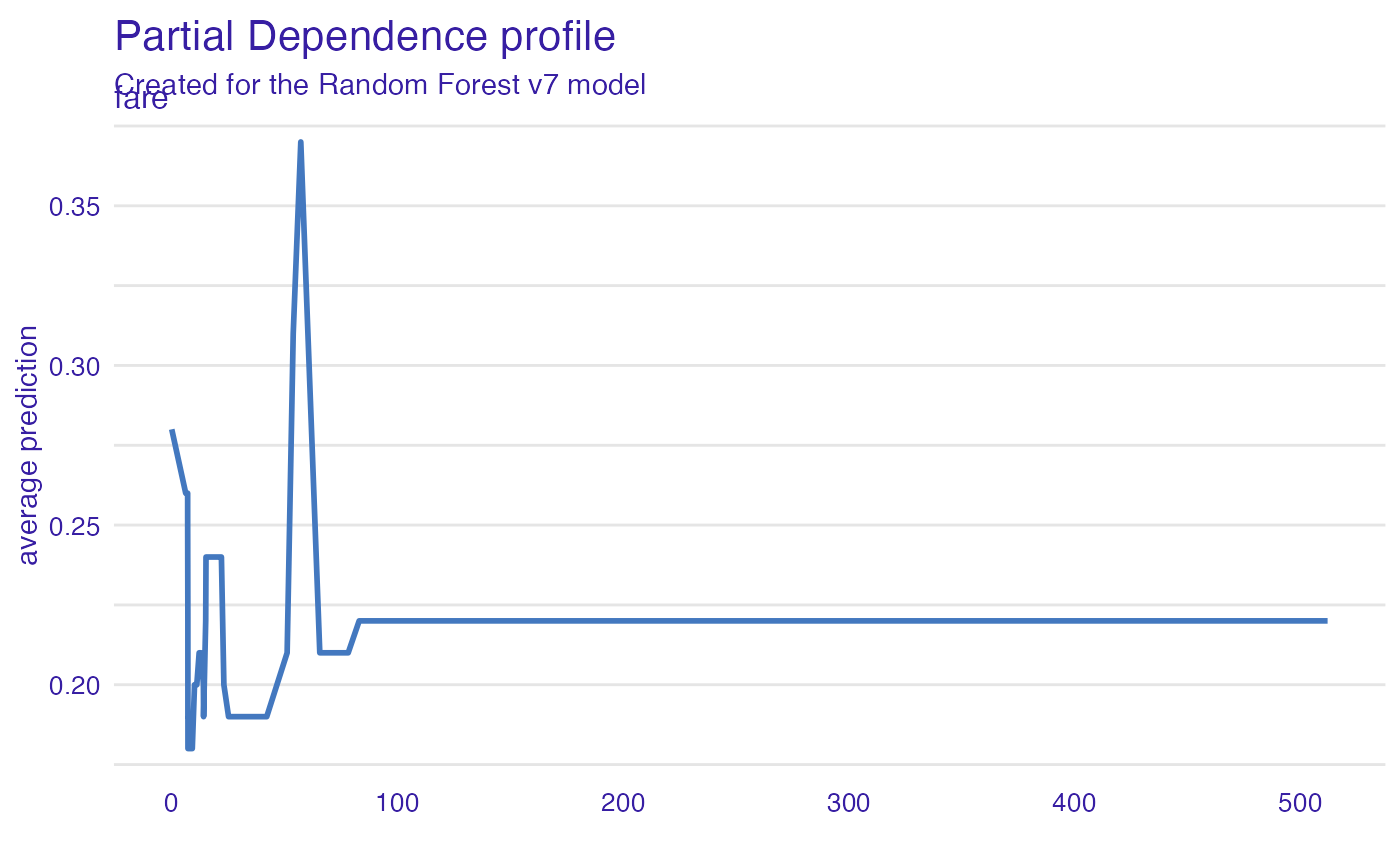 Partial Dependence profile
Created for the Random Forest v7 model
fare
average prediction
0.35
0.30
0.25
0.20
0 100 200 300 400 500